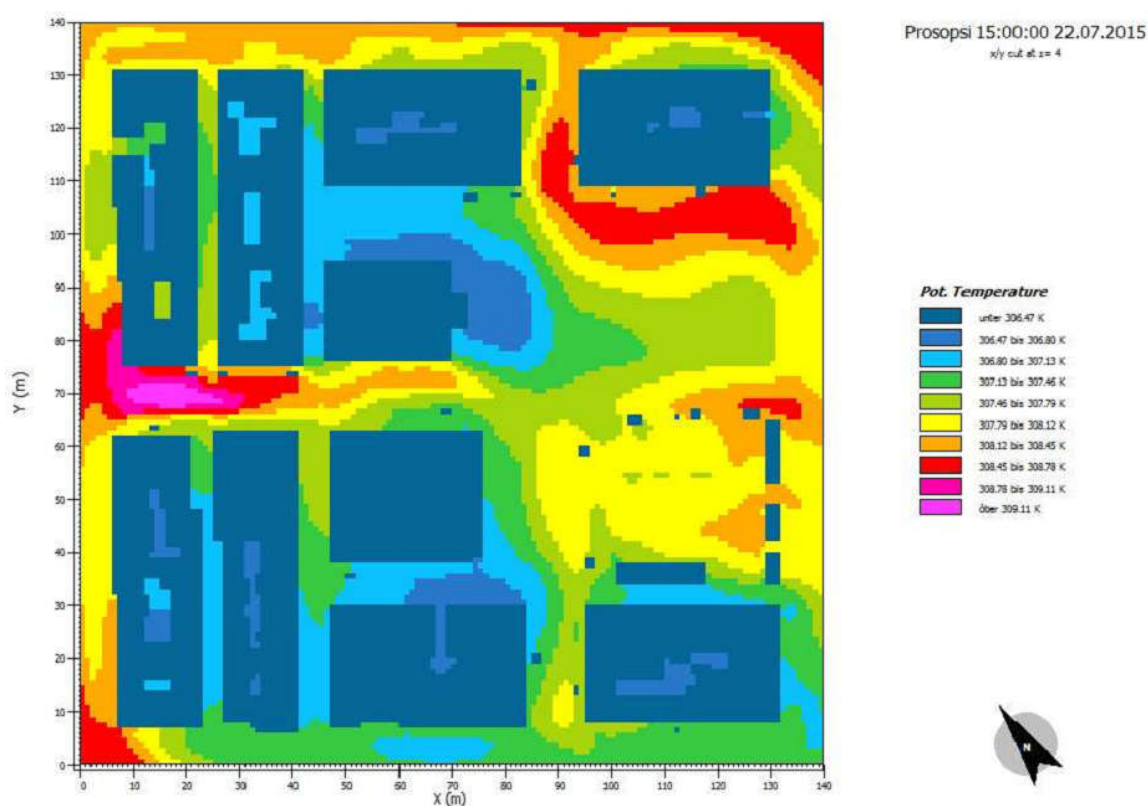 Prosopsi 15:00:00 22.07.2015
x/y cut at z= 4
140
130
120
110
100
90
80
70
60
50
40
30
20
10
0
Y (m)
0 10 20 30 40 50 60 70 80 90 100 110 120 130 140
X (m)
Pot. Temperature
unter 306.47 K
306.47 bis 306.80 K
306.80 bis 307.13 K
307.13 bis 307.46 K
307.46 bis 307.79 K
307.79 bis 308.12 K
308.12 bis 308.45 K
308.45 bis 308.78 K
308.78 bis 309.11 K
öber 309.11 K
N